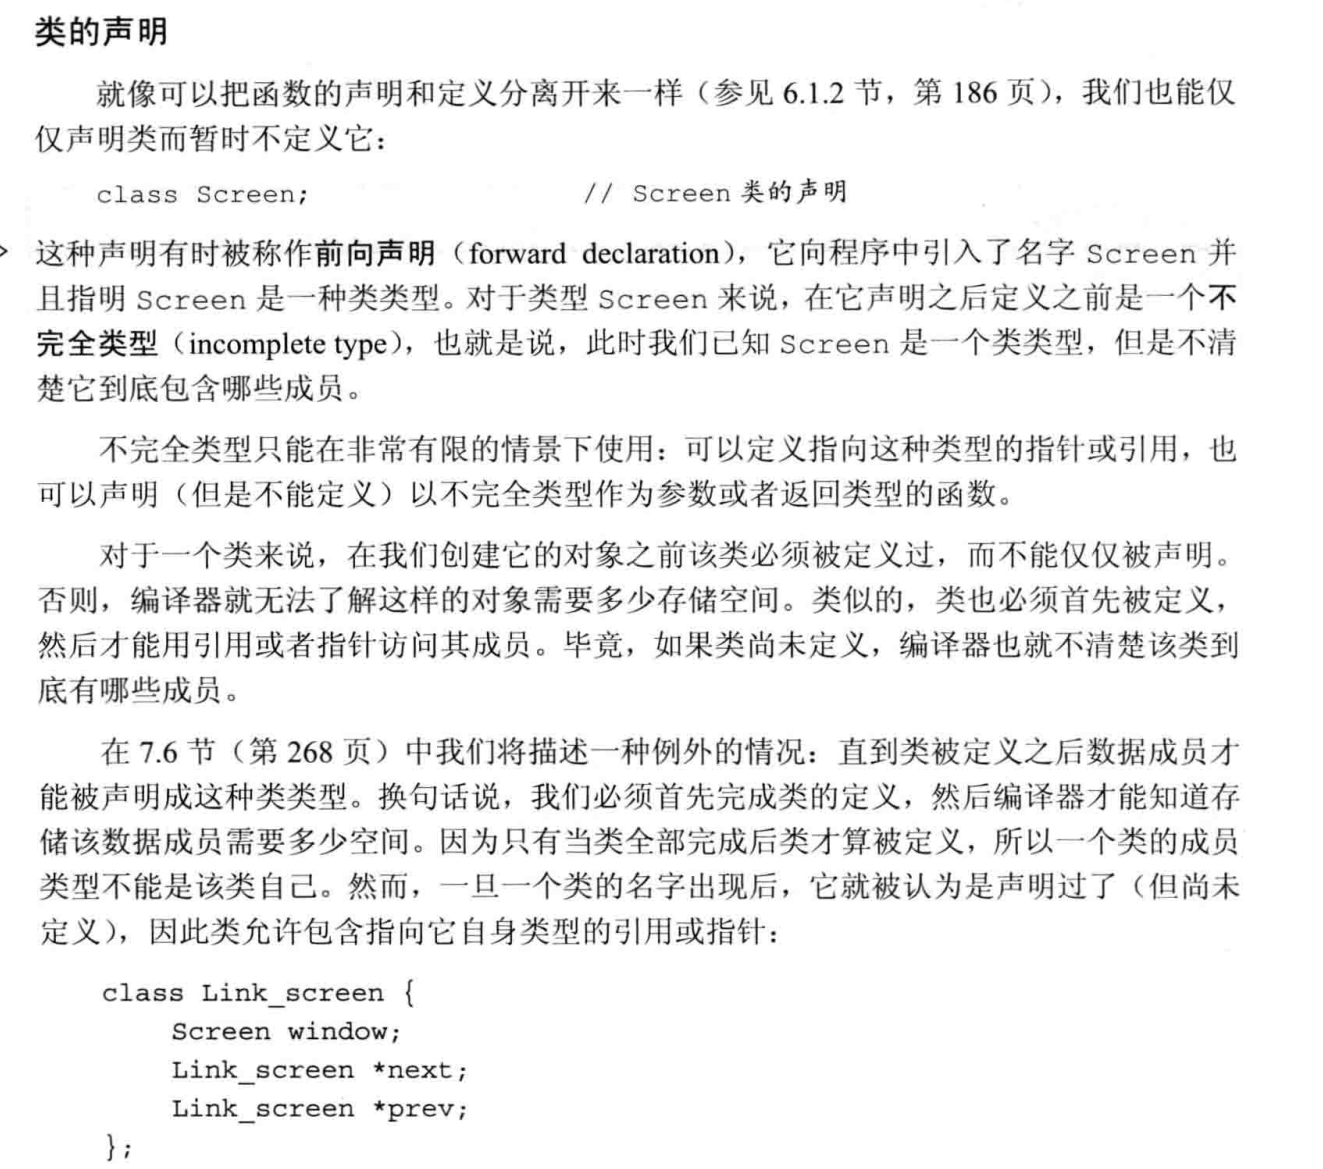 类的声明
就像可以把函数的声明和定义分离开来一样（参见 6.1.2 节，第 186 页），我们也能仅
仅声明类而暂时不定义它：
class Screen; // Screen 类的声明
这种声明有时被称作前向声明（forward declaration），它向程序中引入了名字 Screen 并
且指明 Screen 是一种类类型。对于类型 Screen 来说，在它声明之后定义之前是一个不
完全类型（incomplete type），也就是说，此时我们已知 Screen 是一个类类型，但是不清
楚它到底包含哪些成员。
不完全类型只能在非常有限的情景下使用：可以定义指向这种类型的指针或引用，也
可以声明（但是不能定义）以不完全类型作为参数或者返回类型的函数。
对于一个类来说，在我们创建它的对象之前该类必须被定义过，而不能仅仅被声明。
否则，编译器就无法了解这样的对象需要多少存储空间。类似的，类也必须首先被定义，
然后才能用引用或者指针访问其成员。毕竟，如果类尚未定义，编译器也就不清楚该类到
底有哪些成员。
在 7.6 节（第 268 页）中我们将描述一种例外的情况：直到类被定义之后数据成员才
能被声明成这种类类型。换句话说，我们必须首先完成类的定义，然后编译器才能知道存
储该数据成员需要多少空间。因为只有当类全部完成后类才算被定义，所以一个类的成员
类型不能是该类自己。然而，一旦一个类的名字出现后，它就被认为是声明过了（但尚未
定义），因此类允许包含指向它自身类型的引用或指针：
class Link_screen {
Screen window;
Link_screen *next;
Link_screen *prev;
};